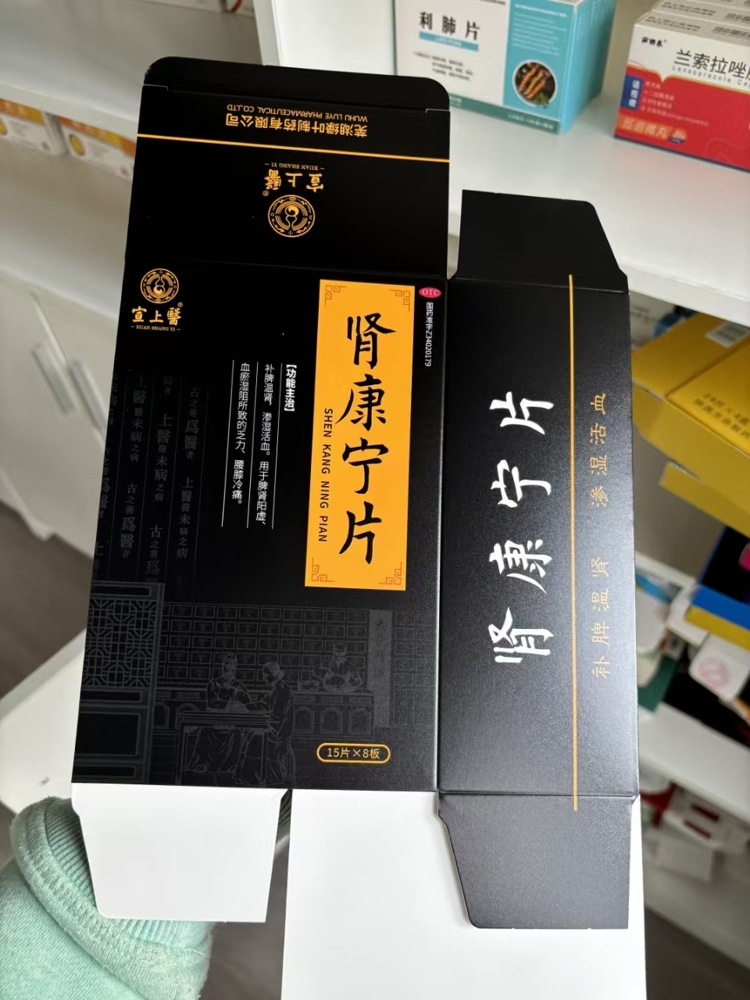 芜湖绿叶制药有限公司
WUHU LUYE PHARMACEUTICAL CO.,LTD
宣上醫®
XUAN SHANG YI
宣上醫®
XUAN SHANG YI
OTC
国药准字Z34020179
肾康宁片
SHEN KANG NING PIAN
【功能主治】
补脾温肾，渗湿活血。用于脾肾阳虚、
血瘀湿阻所致的乏力、腰膝冷痛。
15片×8板
肾康宁片
补脾温肾 渗湿活血
利肺片
兰索拉唑
Lansoprazole